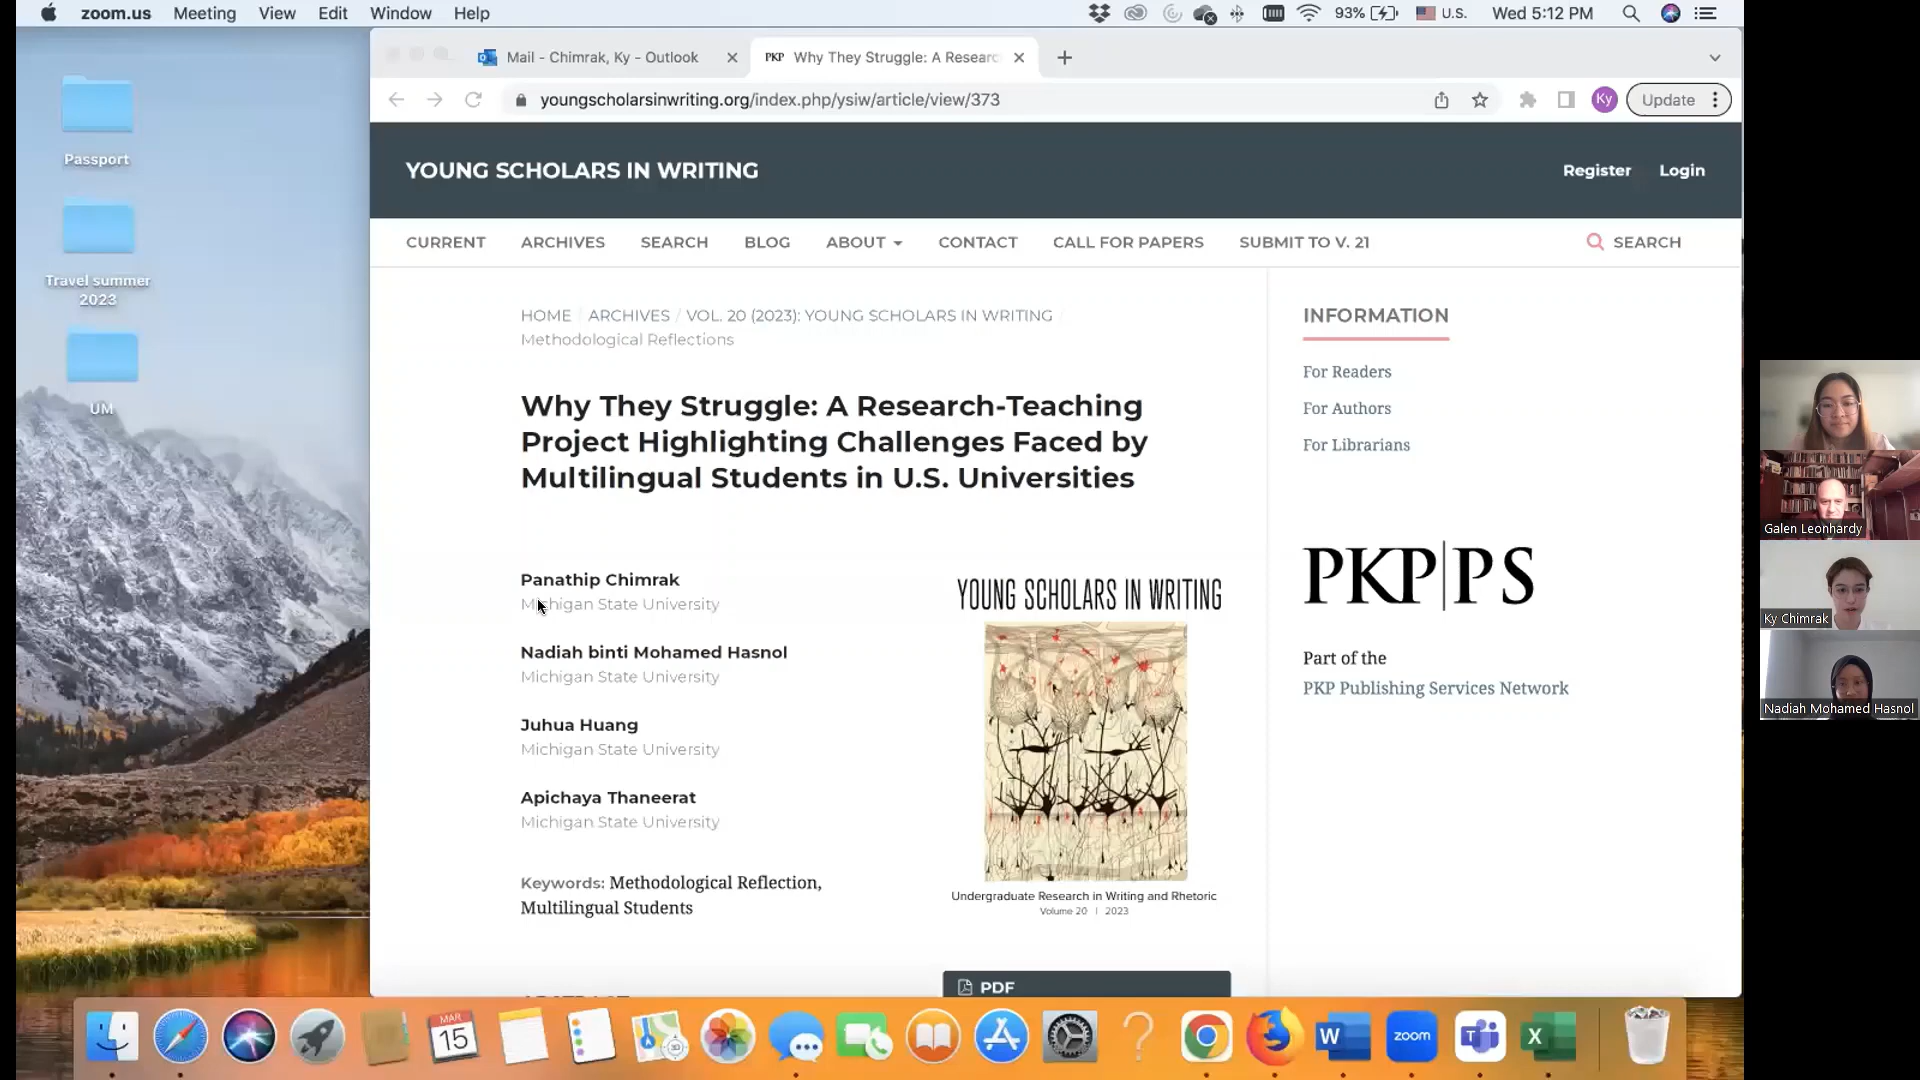 zoom.us Meeting View Edit Window Help 93% U.S. Wed 5:12 PM
Mail - Chimrak, Ky - Outlook PKP Why They Struggle: A Researc
youngscholarsinwriting.org/index.php/ysiw/article/view/373 Ky Update
YOUNG SCHOLARS IN WRITING Register Login
CURRENT ARCHIVES SEARCH BLOG ABOUT CONTACT CALL FOR PAPERS SUBMIT TO V. 21 SEARCH
Passport
Travel summer
2023
UM
HOME / ARCHIVES / VOL. 20 (2023): YOUNG SCHOLARS IN WRITING /
Methodological Reflections
Why They Struggle: A Research-Teaching
Project Highlighting Challenges Faced by
Multilingual Students in U.S. Universities
Panathip Chimrak
Michigan State University
Nadiah binti Mohamed Hasnol
Michigan State University
Juhua Huang
Michigan State University
Apichaya Thaneerat
Michigan State University
Keywords: Methodological Reflection,
Multilingual Students
YOUNG SCHOLARS IN WRITING
Undergraduate Research in Writing and Rhetoric
Volume 20 | 2023
PDF
ABSTRACT
INFORMATION
For Readers
For Authors
For Librarians
PKP|PS
Part of the
PKP Publishing Services Network
Galen Leonhardy
Ky Chimrak
Nadiah Mohamed Hasnol
MAR
15
3D
W
zoom
T
X